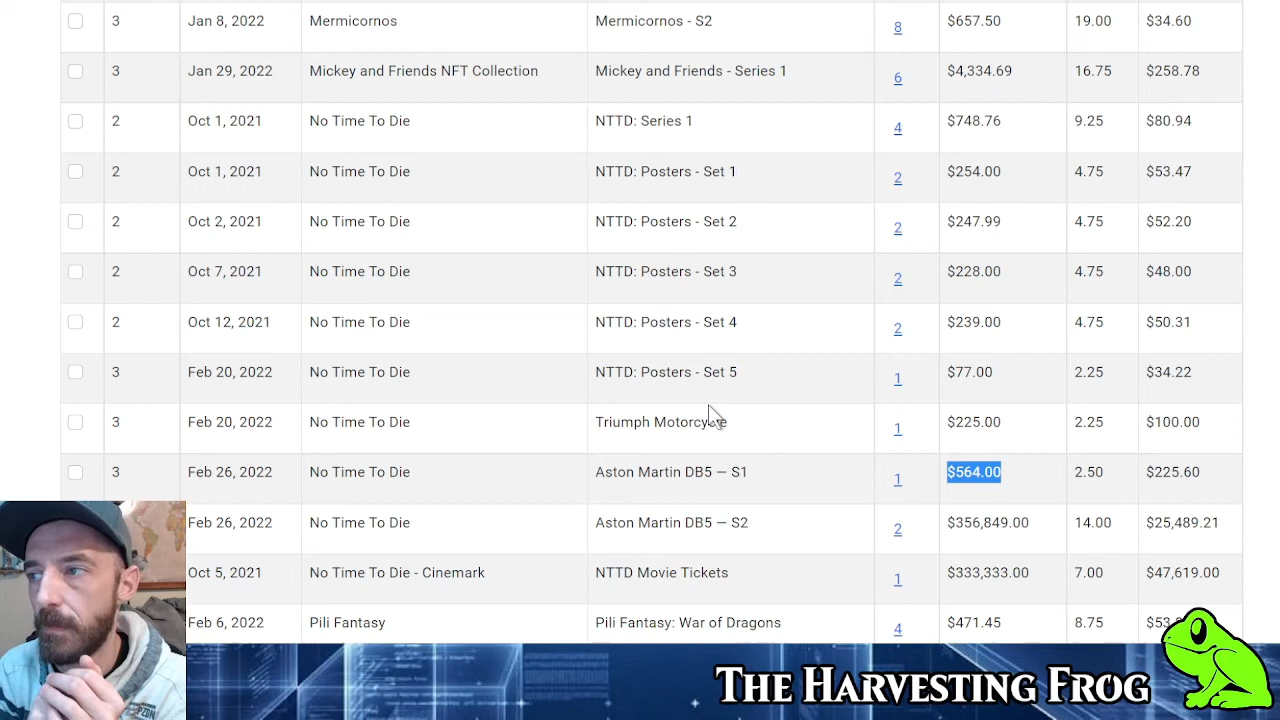 3 Jan 8, 2022 Mermicornos Mermicornos - S2 8 $657.50 19.00 $34.60
3 Jan 29, 2022 Mickey and Friends NFT Collection Mickey and Friends - Series 1 6 $4,334.69 16.75 $258.78
2 Oct 1, 2021 No Time To Die NTTD: Series 1 4 $748.76 9.25 $80.94
2 Oct 1, 2021 No Time To Die NTTD: Posters - Set 1 2 $254.00 4.75 $53.47
2 Oct 2, 2021 No Time To Die NTTD: Posters - Set 2 2 $247.99 4.75 $52.20
2 Oct 7, 2021 No Time To Die NTTD: Posters - Set 3 2 $228.00 4.75 $48.00
2 Oct 12, 2021 No Time To Die NTTD: Posters - Set 4 2 $239.00 4.75 $50.31
3 Feb 20, 2022 No Time To Die NTTD: Posters - Set 5 1 $77.00 2.25 $34.22
3 Feb 20, 2022 No Time To Die Triumph Motorcycle 1 $225.00 2.25 $100.00
3 Feb 26, 2022 No Time To Die Aston Martin DB5 — S1 1 $564.00 2.50 $225.60
Feb 26, 2022 No Time To Die Aston Martin DB5 — S2 2 $356,849.00 14.00 $25,489.21
Oct 5, 2021 No Time To Die - Cinemark NTTD Movie Tickets 1 $333,333.00 7.00 $47,619.00
Feb 6, 2022 Pili Fantasy Pili Fantasy: War of Dragons 4 $471.45 8.75
The Harvesting Frog